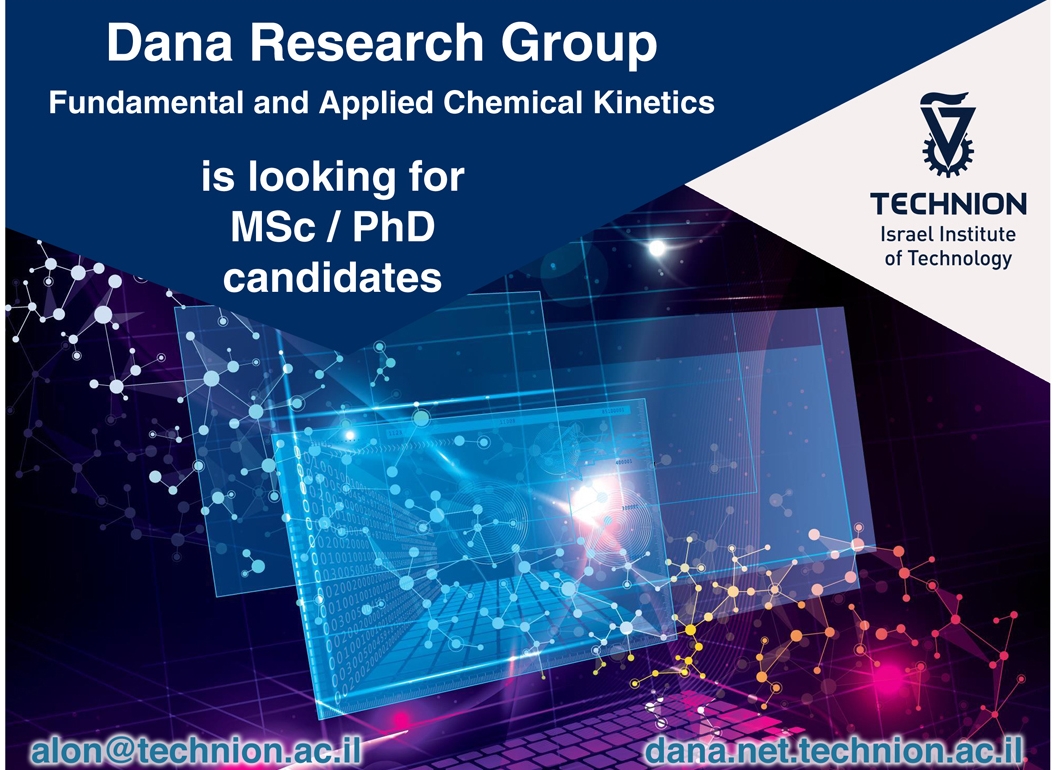 Dana Research Group
Fundamental and Applied Chemical Kinetics
is looking for
MSc / PhD
candidates
TECHNION
Israel Institute
of Technology
alon@technion.ac.il
dana.net.technion.ac.il